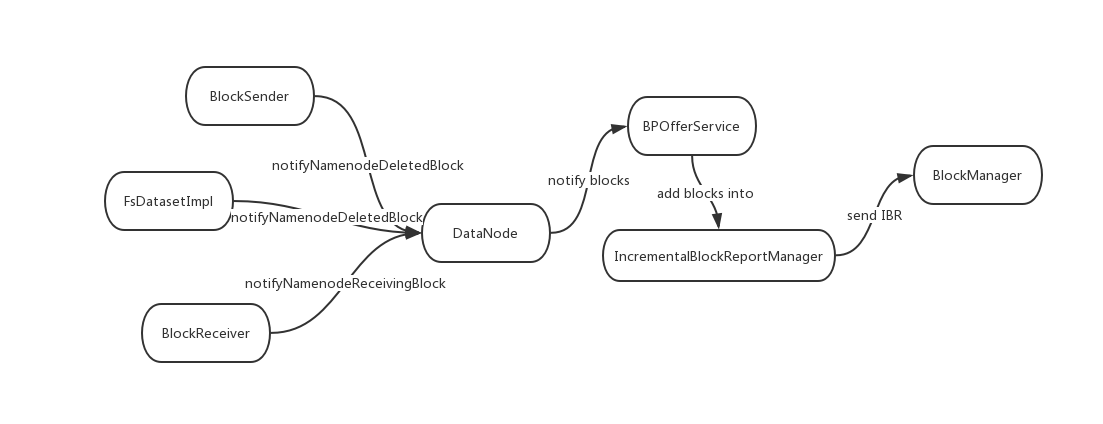 BlockSender
notifyNamenodeDeletedBlock
FsDatasetImpl
notifyNamenodeDeletedBlock
DataNode
notifyNamenodeReceivingBlock
BlockReceiver
notify blocks
BPOfferService
add blocks into
IncrementalBlockReportManager
send IBR
BlockManager